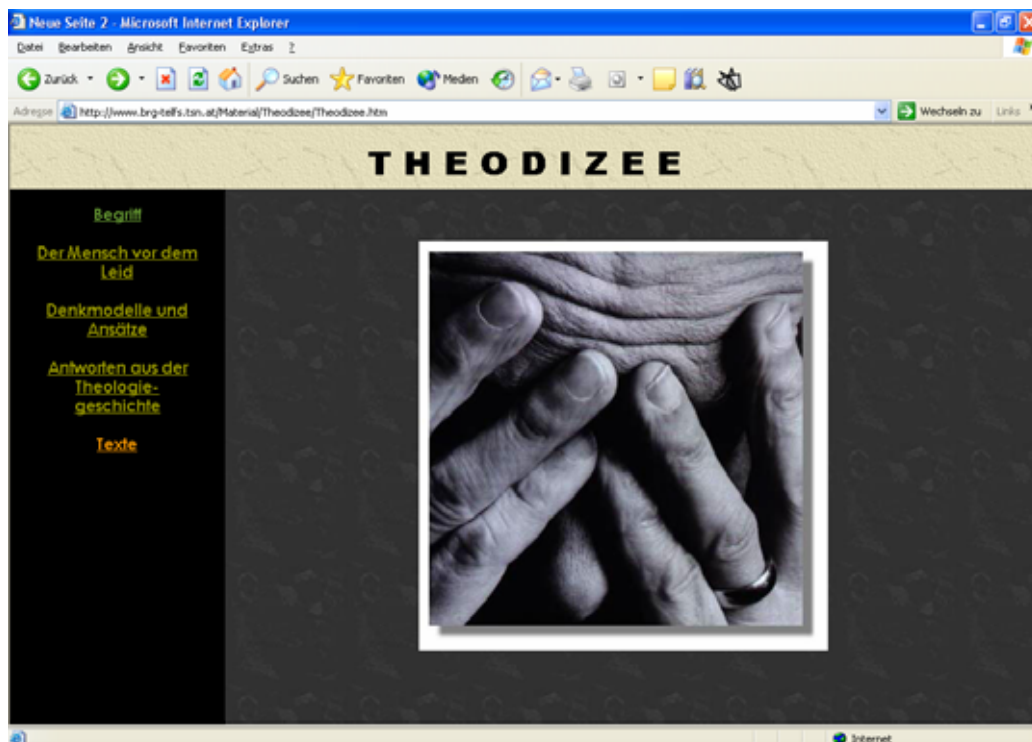 Neue Seite 2 - Microsoft Internet Explorer
Datei Bearbeiten Ansicht Favoriten Extras ?
Zurück Suchen Favoriten Medien
Adresse http://www.brg-telfs.tsn.at/Material/Theodizee/Theodizee.htm Wechseln zu Links
THEODIZEE
Begriff
Der Mensch vor dem
Leid
Denkmodelle und
Ansätze
Antworten aus der
Theologie-
geschichte
Texte
Internet